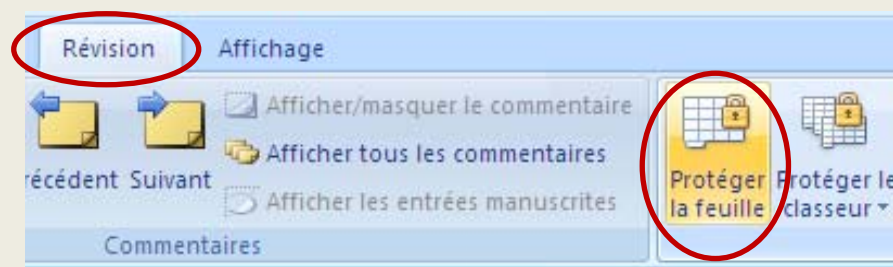 Révision Affichage
Afficher/masquer le commentaire
Afficher tous les commentaires
Afficher les entrées manuscrites
récédent Suivant
Protéger la feuille
Protéger le classeur
Commentaires